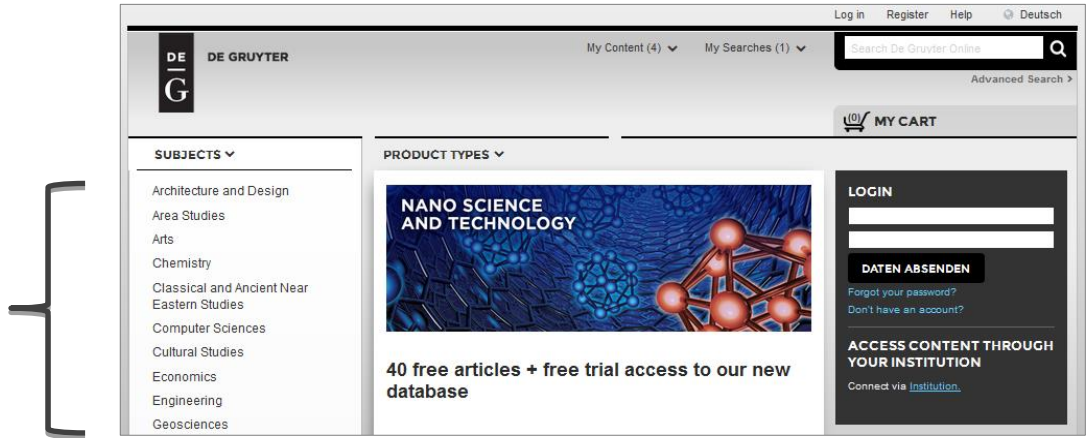 Log in Register Help Deutsch
DE
G
DE GRUYTER
My Content (4) My Searches (1)
Search De Gruyter Online
Advanced Search >
(0) MY CART
SUBJECTS
PRODUCT TYPES
Architecture and Design
Area Studies
Arts
Chemistry
Classical and Ancient Near
Eastern Studies
Computer Sciences
Cultural Studies
Economics
Engineering
Geosciences
NANO SCIENCE
AND TECHNOLOGY
40 free articles + free trial access to our new
database
LOGIN
DATEN ABSENDEN
Forgot your password?
Don't have an account?
ACCESS CONTENT THROUGH
YOUR INSTITUTION
Connect via Institution.